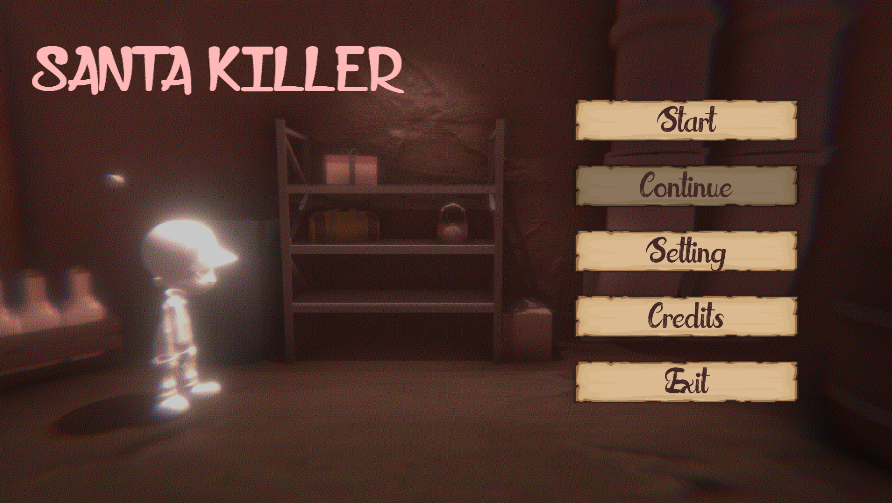 SANTA KILLER
Start
Continue
Setting
Credits
Exit